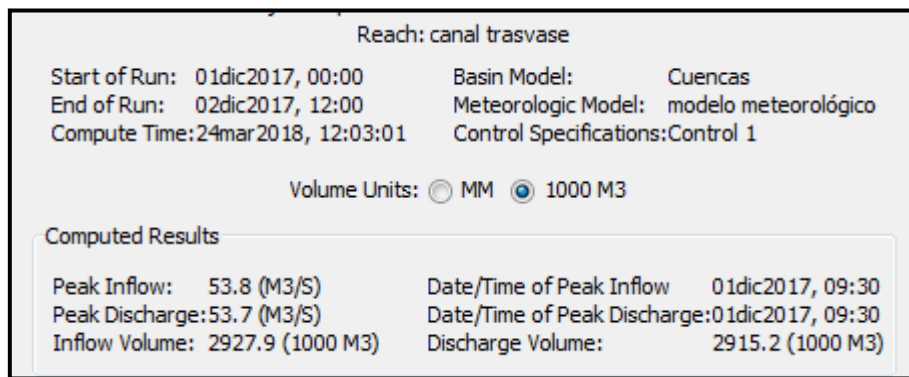 Reach: canal trasvase
Start of Run: 01dic2017, 00:00 Basin Model: Cuencas
End of Run: 02dic2017, 12:00 Meteorologic Model: modelo meteorológico
Compute Time:24mar2018, 12:03:01 Control Specifications:Control 1
Volume Units: MM 1000 M3
Computed Results
Peak Inflow: 53.8 (M3/S) Date/Time of Peak Inflow 01dic2017, 09:30
Peak Discharge:53.7 (M3/S) Date/Time of Peak Discharge:01dic2017, 09:30
Inflow Volume: 2927.9 (1000 M3) Discharge Volume: 2915.2 (1000 M3)